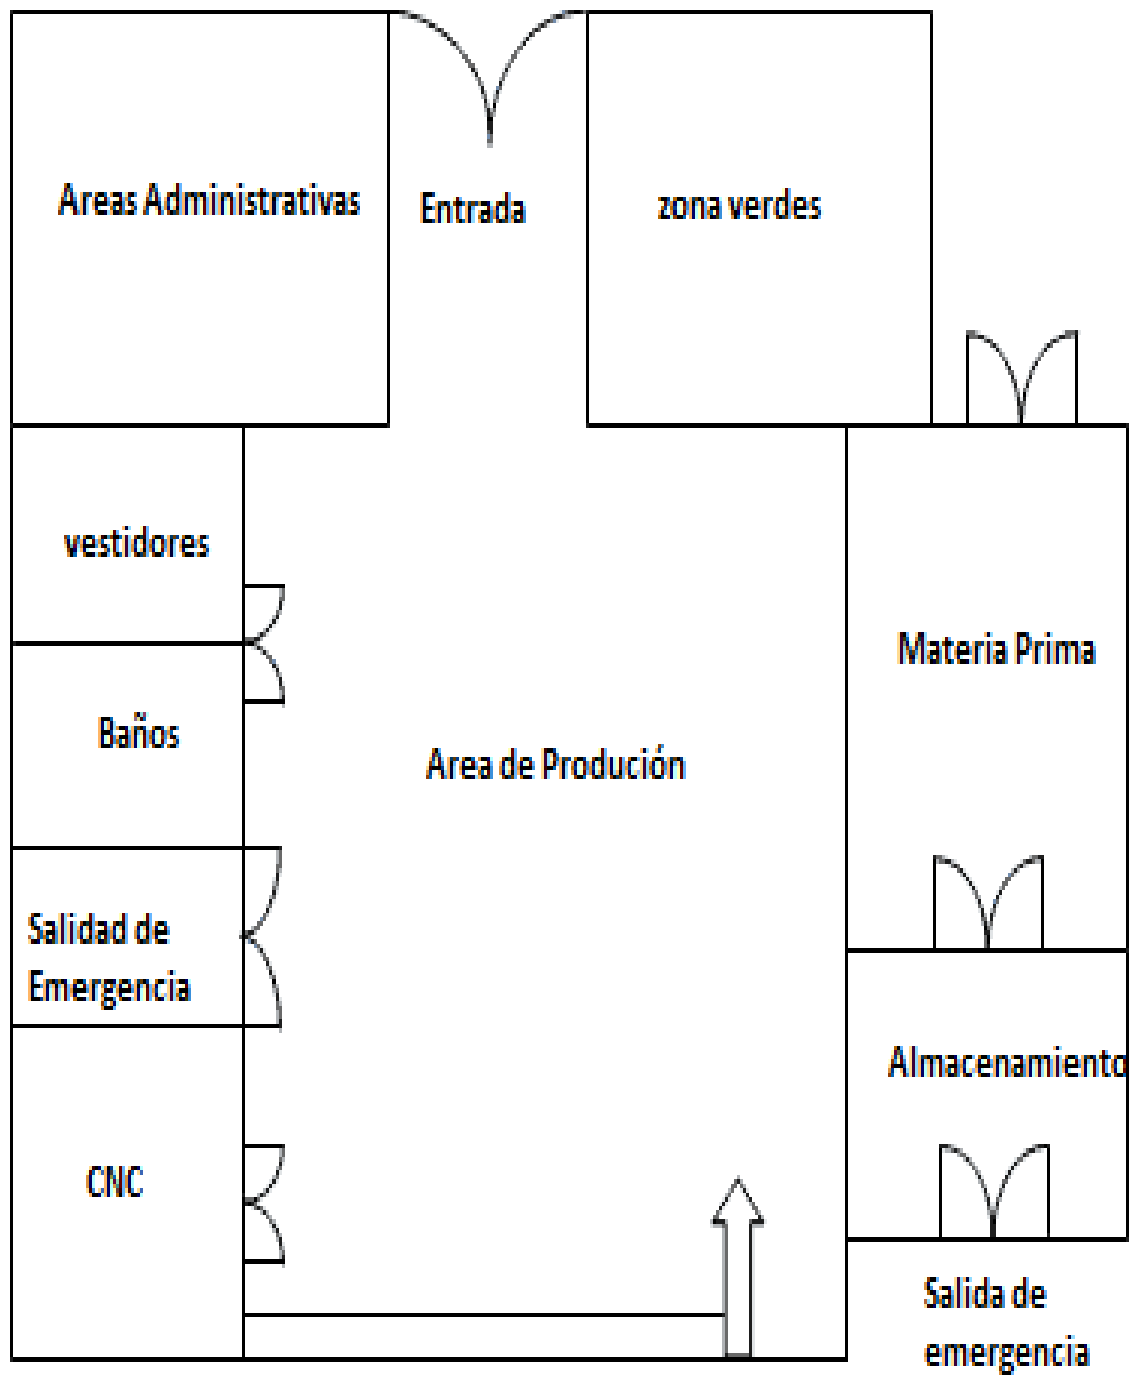 Areas Administrativas
Entrada
zona verdes
vestidores
Materia Prima
Baños
Area de Produción
Salidad de
Emergencia
Almacenamiento
CNC
Salida de
emergencia